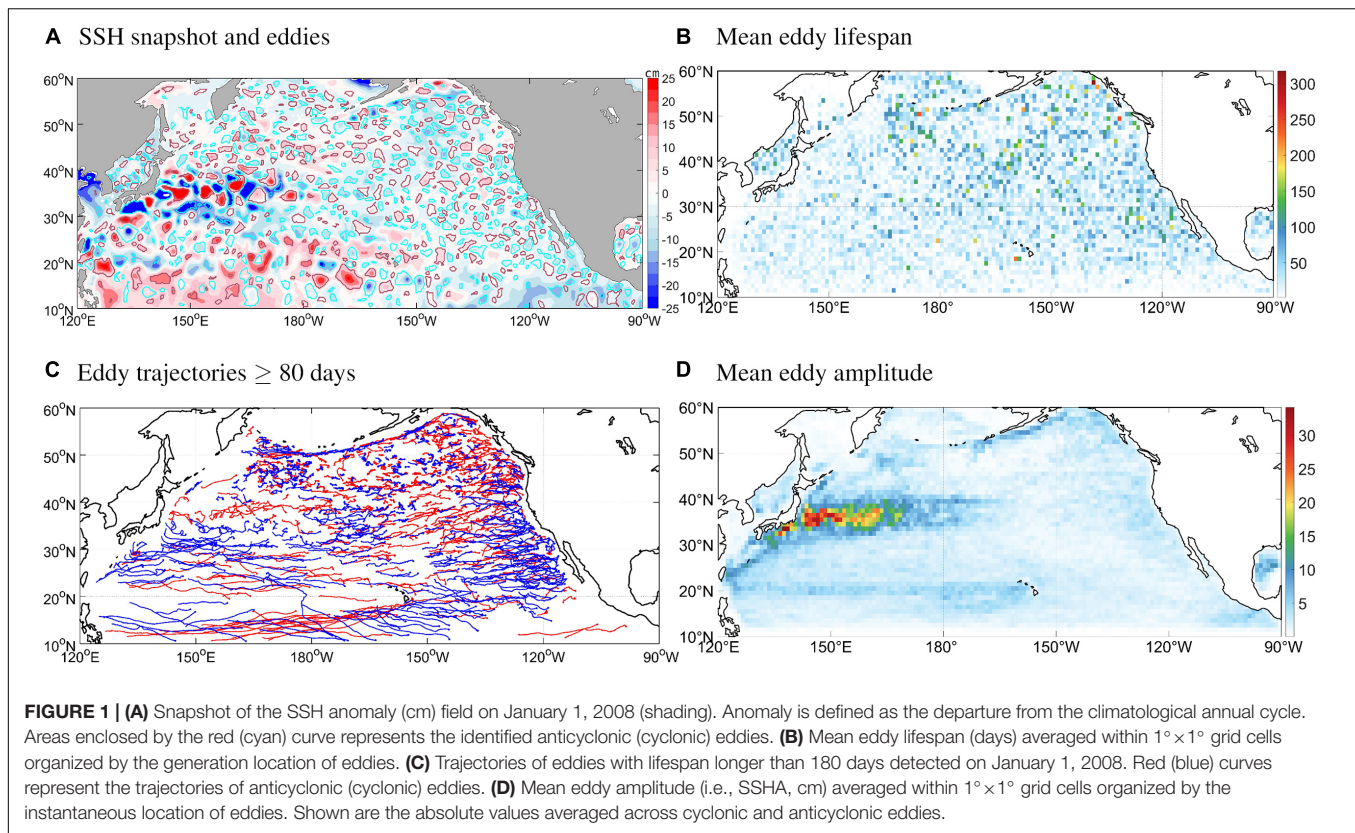 A SSH snapshot and eddies
cm
60°N
50°N
40°N
30°N
20°N
10°N
120°E 150°E 180°W 150°W 120°W 90°W
25
20
15
10
5
0
-5
-10
-15
-20
-25
B Mean eddy lifespan
60°N
50°N
40°N
30°N
20°N
10°N
120°E 150°E 180° 150°W 120°W 90°W
300
250
200
150
100
50
C Eddy trajectories ≥ 80 days
60°N
50°N
40°N
30°N
20°N
10°N
120°E 150°E 180°W 150°W 120°W 90°W
D Mean eddy amplitude
60°N
50°N
40°N
30°N
20°N
10°N
120°E 150°E 180° 150°W 120°W 90°W
30
25
20
15
10
5
FIGURE 1 | (A) Snapshot of the SSH anomaly (cm) field on January 1, 2008 (shading). Anomaly is defined as the departure from the climatological annual cycle.
Areas enclosed by the red (cyan) curve represents the identified anticyclonic (cyclonic) eddies. (B) Mean eddy lifespan (days) averaged within 1°×1° grid cells
organized by the generation location of eddies. (C) Trajectories of eddies with lifespan longer than 180 days detected on January 1, 2008. Red (blue) curves
represent the trajectories of anticyclonic (cyclonic) eddies. (D) Mean eddy amplitude (i.e., SSHA, cm) averaged within 1°×1° grid cells organized by the
instantaneous location of eddies. Shown are the absolute values averaged across cyclonic and anticyclonic eddies.